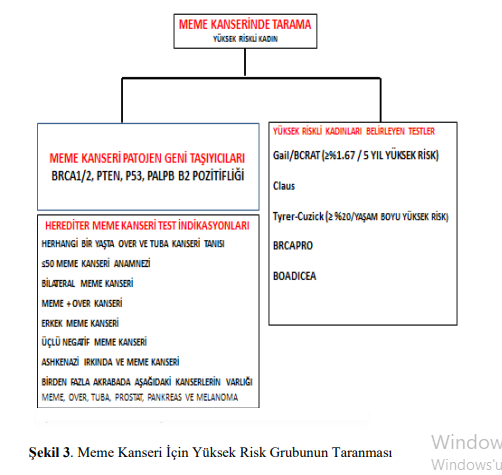 MEME KANSERİNDE TARAMA
YÜKSEK RİSKLİ KADIN
MEME KANSERİ PATOJEN GENİ TAŞIYICILARI
BRCA1/2, PTEN, P53, PALPB B2 POZİTİFLİĞİ
HEREDİTER MEME KANSERİ TEST İNDİKASYONLARI
HERHANGİ BİR YAŞTA OVER VE TUBA KANSERİ TANISI
≤50 MEME KANSERİ ANAMNEZİ
BİLATERAL MEME KANSERİ
MEME + OVER KANSERİ
ERKEK MEME KANSERİ
ÜÇLÜ NEGATİF MEME KANSERİ
ASHKENAZİ IRKINDA VE MEME KANSERİ
BİRDEN FAZLA AKRABADA AŞAĞIDAKİ KANSERLERİN VARLIĞI
MEME, OVER, TUBA, PROSTAT, PANKREAS VE MELANOMA
YÜKSEK RİSKLİ KADINLARI BELİRLEYEN TESTLER
Gail/BCRAT (≥%1.67 / 5 YIL YÜKSEK RİSK)
Claus
Tyrer-Cuzick (≥ %20/YAŞAM BOYU YÜKSEK RİSK)
BRCAPRO
BOADICEA
Şekil 3. Meme Kanseri İçin Yüksek Risk Grubunun Taranması
Window
Windows'u